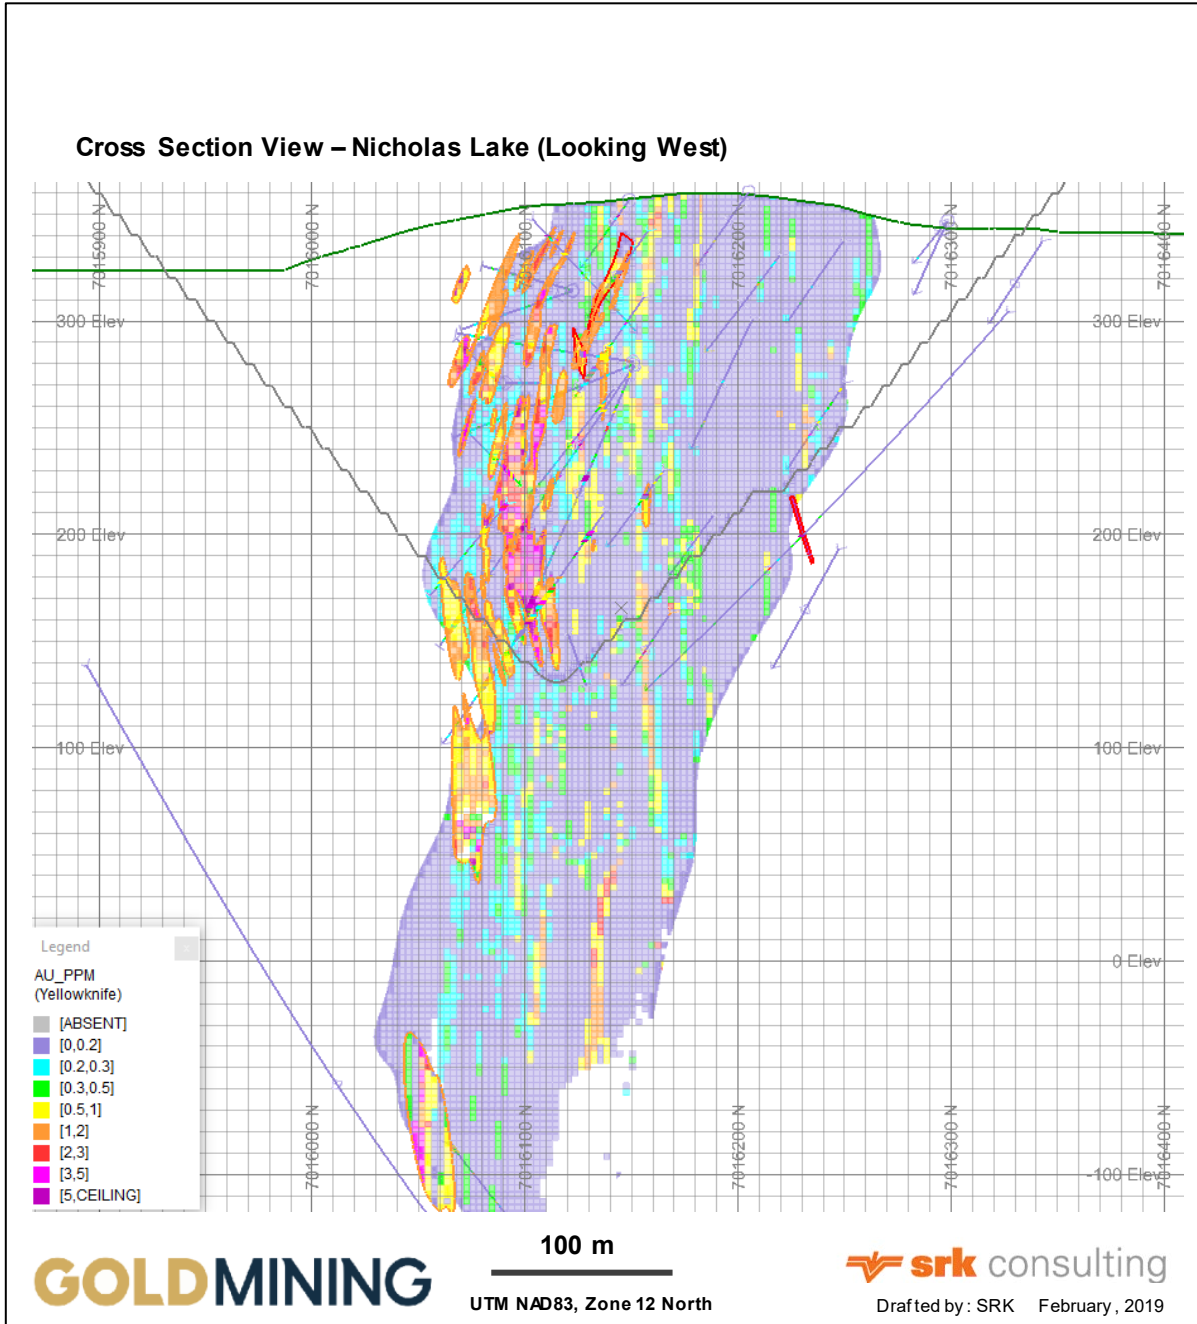 Cross Section View – Nicholas Lake (Looking West)
7015900 N
7016000 N
7016100 N
7016200 N
7016300 N
7016400 N
300 Elev
300 Elev
200 Elev
200 Elev
100 Elev
100 Elev
0 Elev
-100 Elev
7016000 N
7016100 N
7016200 N
7016300 N
7016400 N
Legend
x
AU_PPM
(Yellowknife)
[ABSENT]
[0,0.2]
[0.2,0.3]
[0.3,0.5]
[0.5,1]
[1,2]
[2,3]
[3,5]
[5,CEILING]
GOLDMINING
100 m
UTM NAD83, Zone 12 North
srk consulting
Drafted by: SRK February, 2019